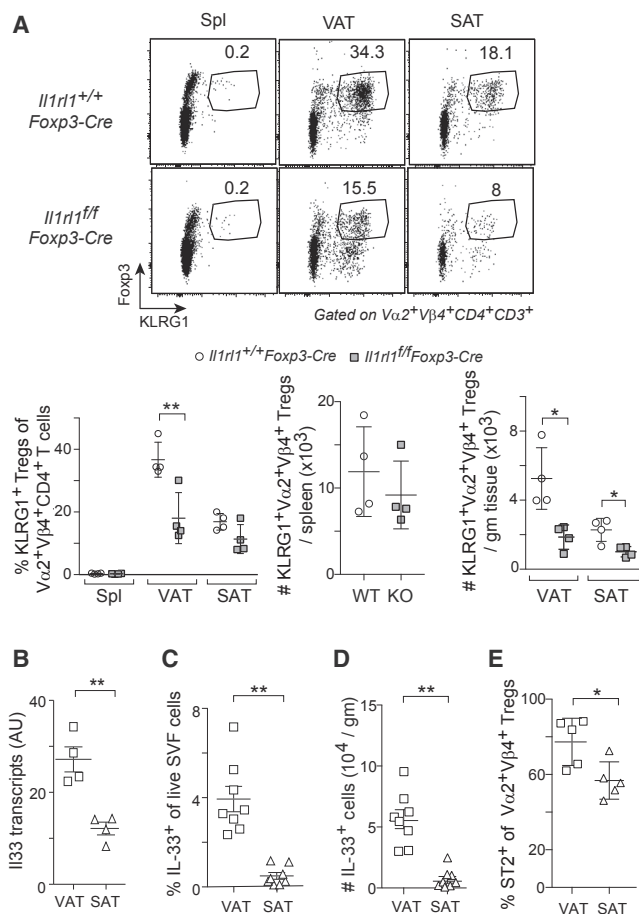 A
Spl VAT SAT
Il1rl1+/+
Foxp3-Cre
0.2 34.3 18.1
Il1rl1f/f
Foxp3-Cre
0.2 15.5 8
Foxp3
KLRG1
Gated on Vα2+Vβ4+CD4+CD3+
Il1rl1+/+Foxp3-Cre Il1rl1f/fFoxp3-Cre
% KLRG1+ Tregs of
Vα2+Vβ4+CD4+ T cells
40
20
0
**
Spl VAT SAT
# KLRG1+Vα2+Vβ4+ Tregs
/ spleen (x10³)
20
15
10
5
0
WT KO
# KLRG1+Vα2+Vβ4+ Tregs
/ gm tissue (x10³)
8
4
0
*
*
VAT SAT
B
Il33 transcripts (AU)
40
20
0
**
VAT SAT
C
% IL-33+ of live SVF cells
8
6
4
2
0
**
VAT SAT
D
# IL-33+ cells (10⁴ / gm)
15
10
5
0
**
VAT SAT
E
% ST2+ of Vα2+Vβ4+ Tregs
100
80
60
40
0
*
VAT SAT